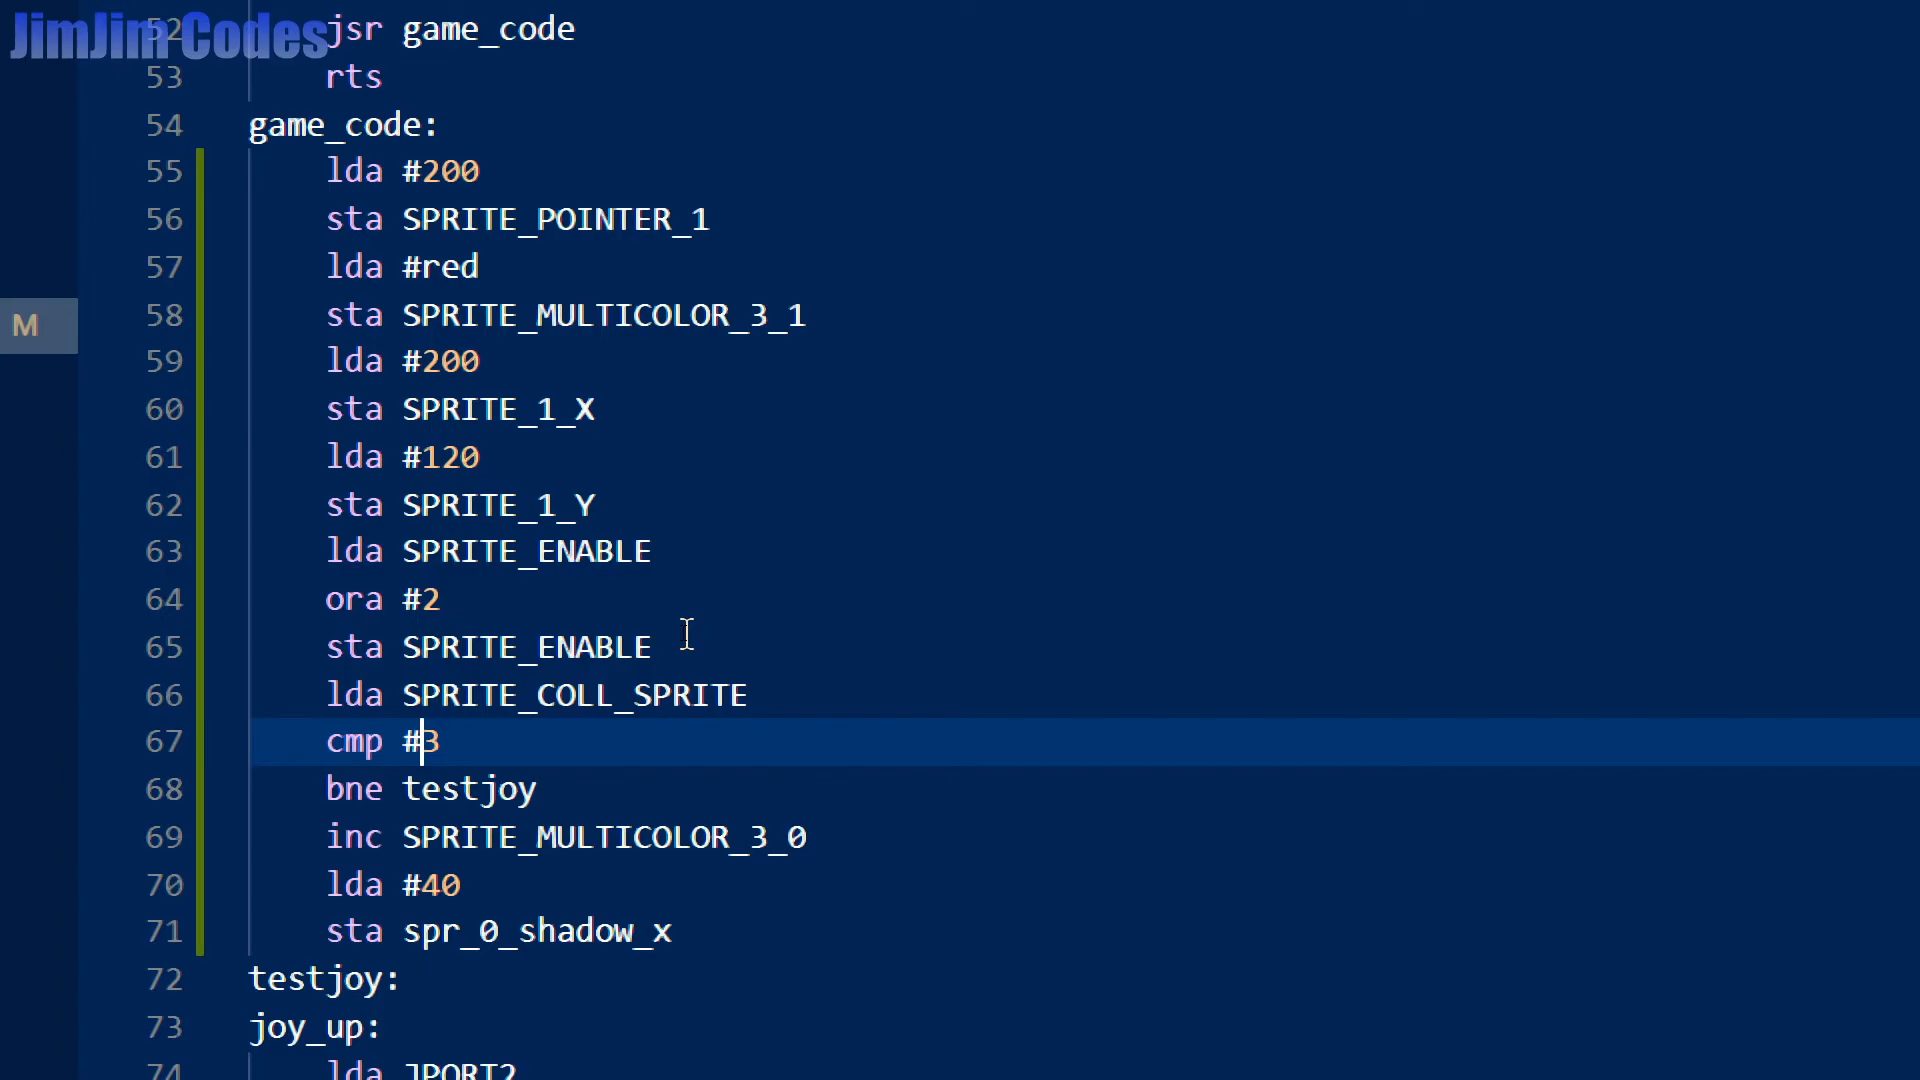 JimJim Codes
52 jsr game_code
53 rts
54 game_code:
55 lda #200
56 sta SPRITE_POINTER_1
57 lda #red
58 sta SPRITE_MULTICOLOR_3_1
59 lda #200
60 sta SPRITE_1_X
61 lda #120
62 sta SPRITE_1_Y
63 lda SPRITE_ENABLE
64 ora #2
65 sta SPRITE_ENABLE
66 lda SPRITE_COLL_SPRITE
M
67 cmp #3
68 bne testjoy
69 inc SPRITE_MULTICOLOR_3_0
70 lda #40
71 sta spr_0_shadow_x
72 testjoy:
73 joy_up:
74 lda JPORT2